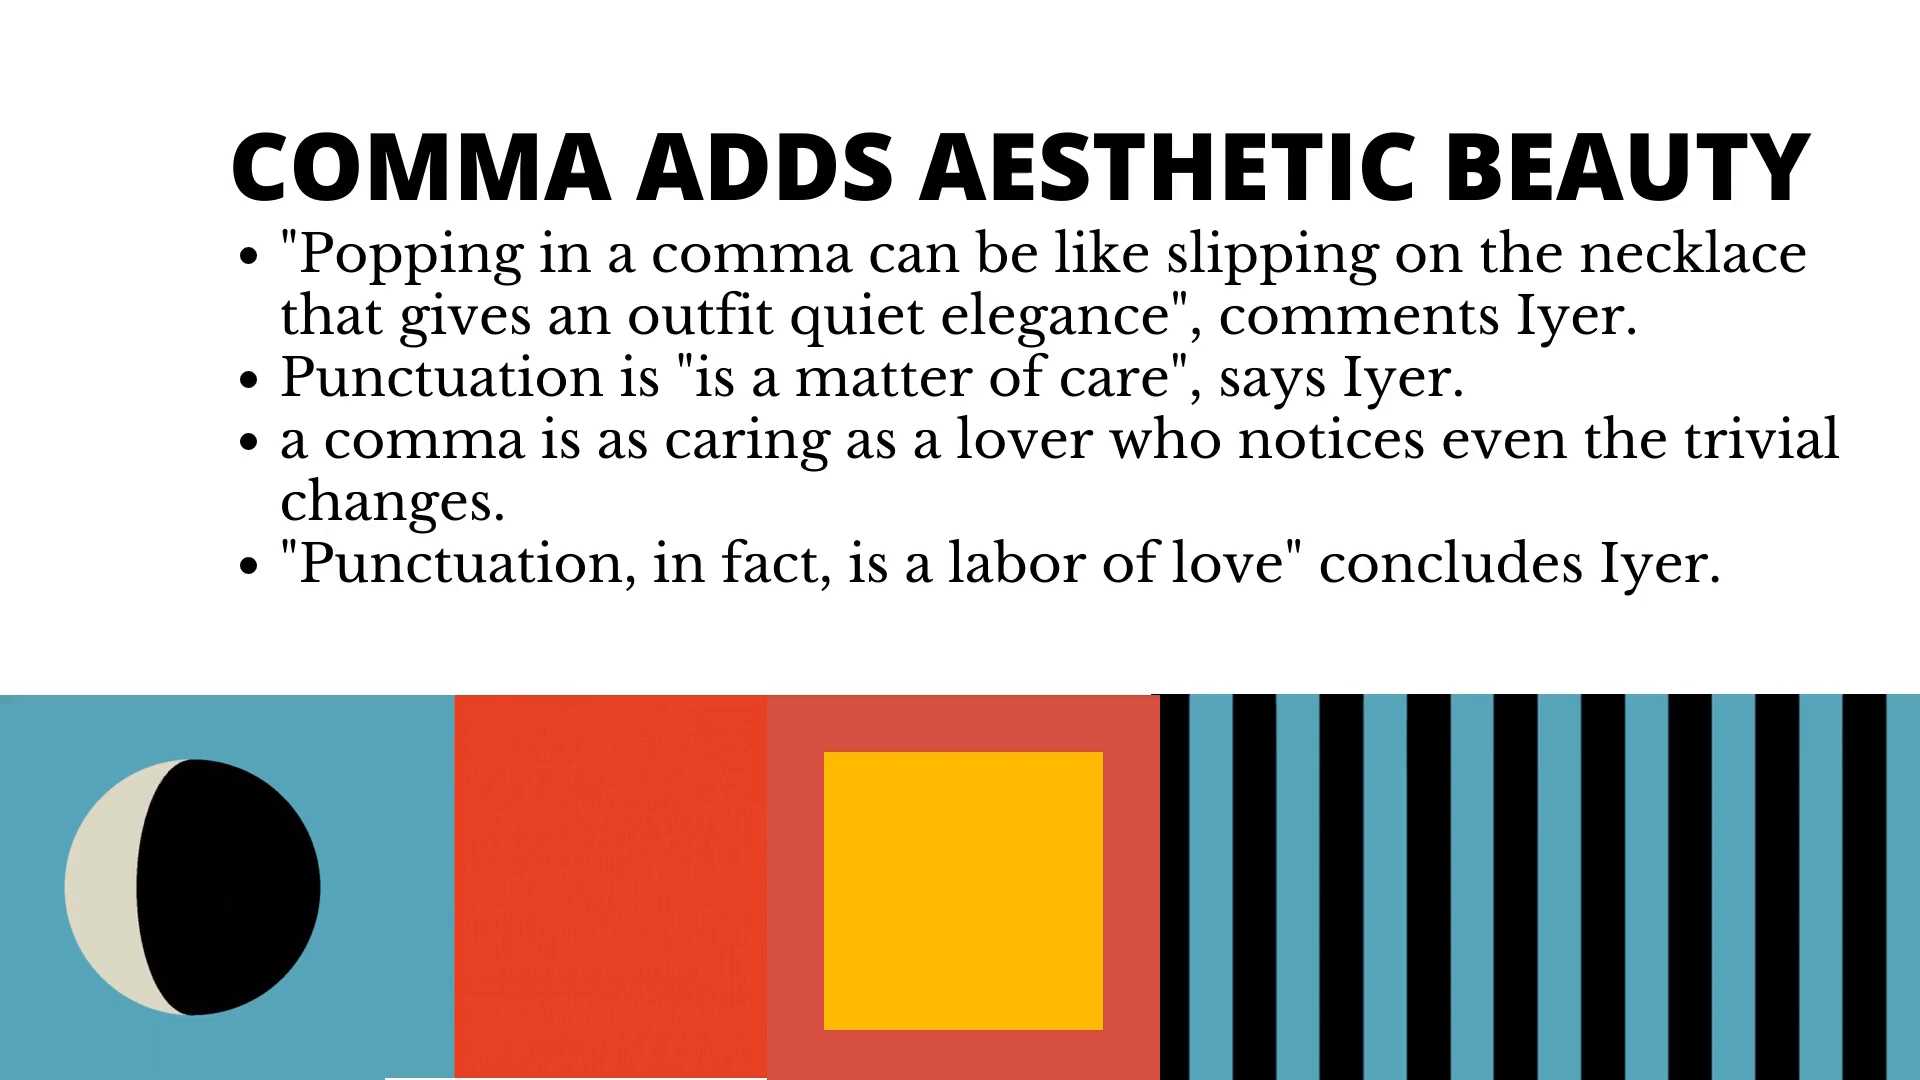 COMMA ADDS AESTHETIC BEAUTY
• "Popping in a comma can be like slipping on the necklace
that gives an outfit quiet elegance", comments Iyer.
• Punctuation is "is a matter of care", says Iyer.
• a comma is as caring as a lover who notices even the trivial
changes.
• "Punctuation, in fact, is a labor of love" concludes Iyer.